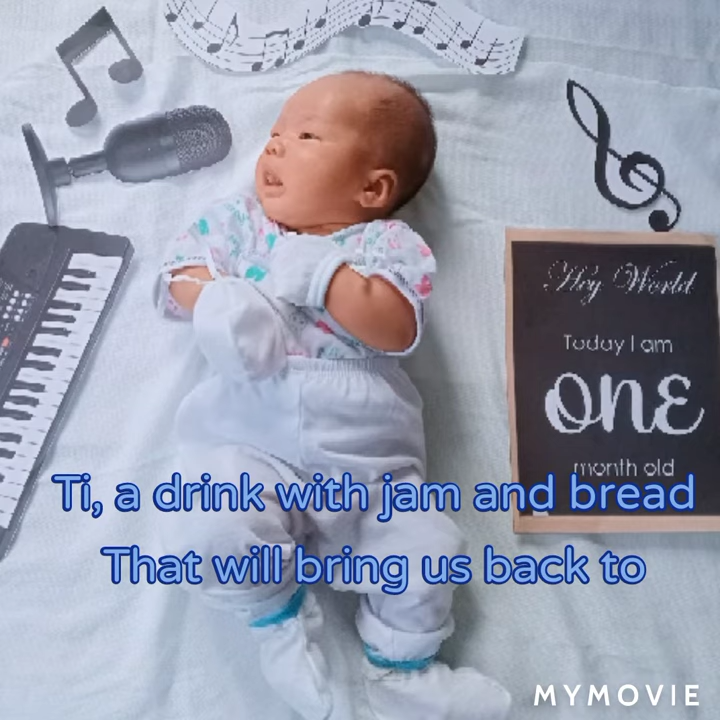 Hey World
Today I am
one
month old
Ti, a drink with jam and bread
That will bring us back to
MYMOVIE